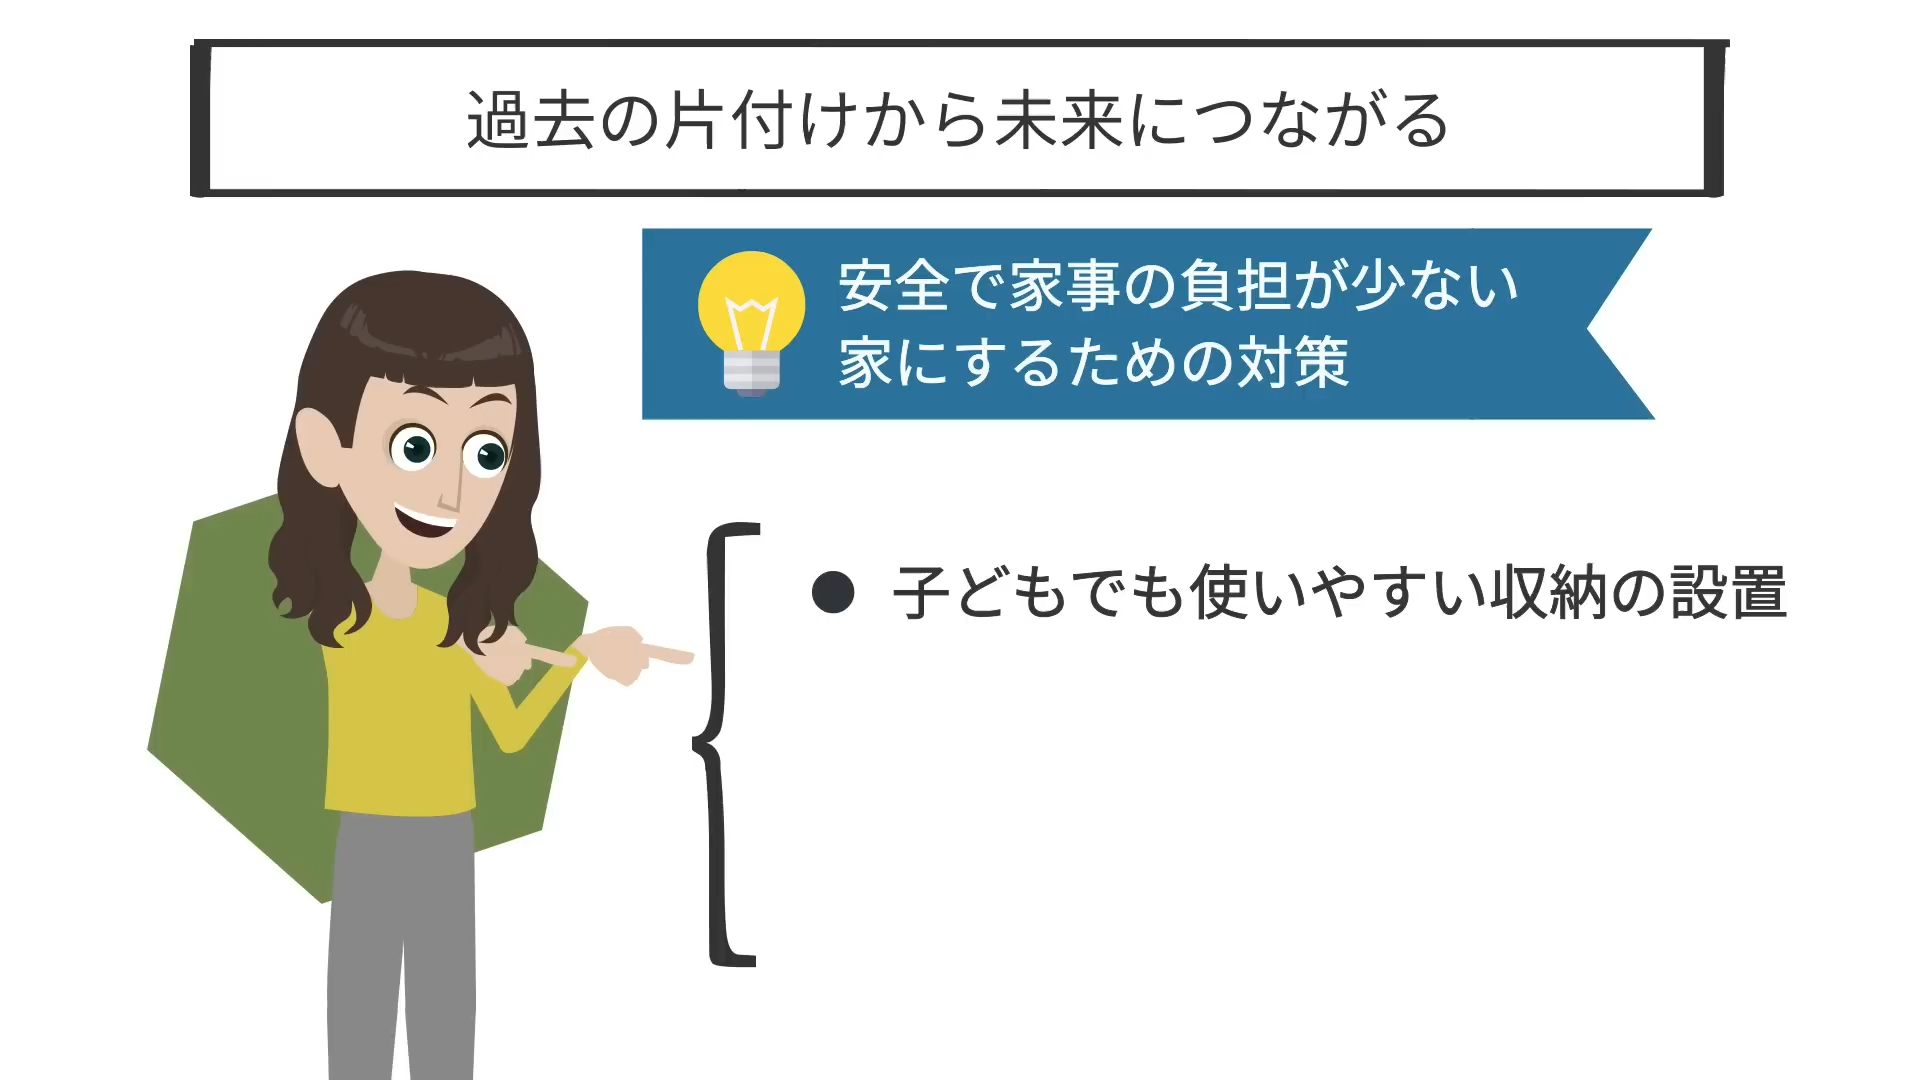 過去の片付けから未来につながる
安全で家事の負担が少ない
家にするための対策
● 子どもでも使いやすい収納の設置